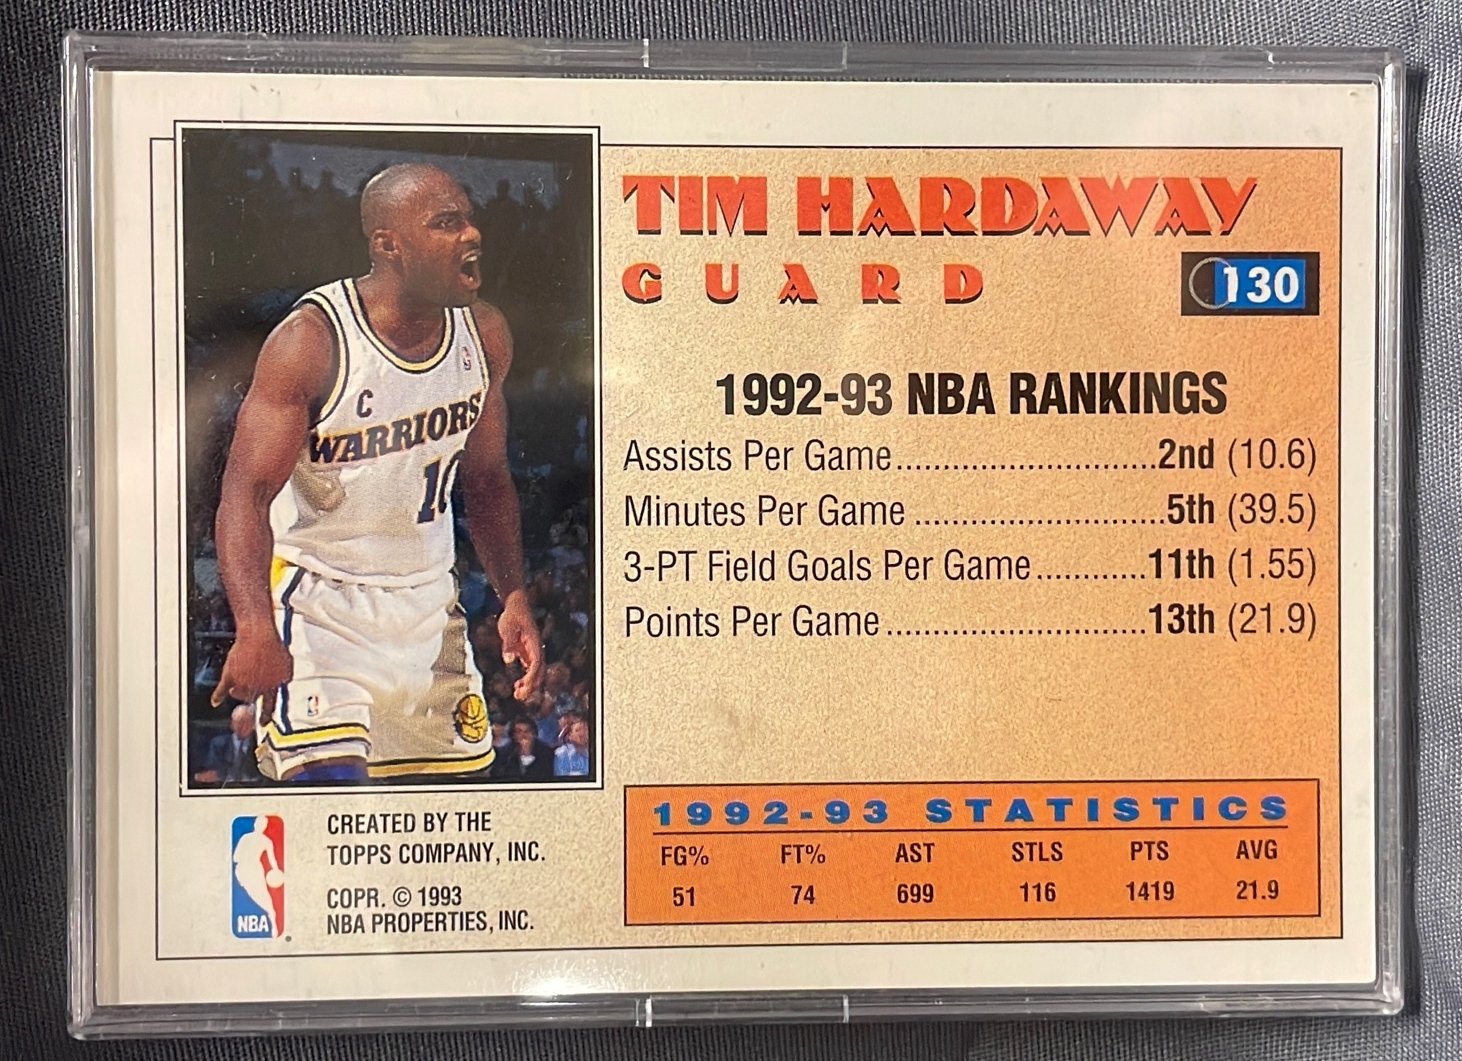 TIM HARDAWAY
GUARD
130
C
WARRIORS
10
1992-93 NBA RANKINGS
Assists Per Game..............................2nd (10.6)
Minutes Per Game ............................5th (39.5)
3-PT Field Goals Per Game............11th (1.55)
Points Per Game.............................13th (21.9)
1992-93 STATISTICS
FG% FT% AST STLS PTS AVG
51 74 699 116 1419 21.9
NBA
CREATED BY THE
TOPPS COMPANY, INC.
COPR. © 1993
NBA PROPERTIES, INC.